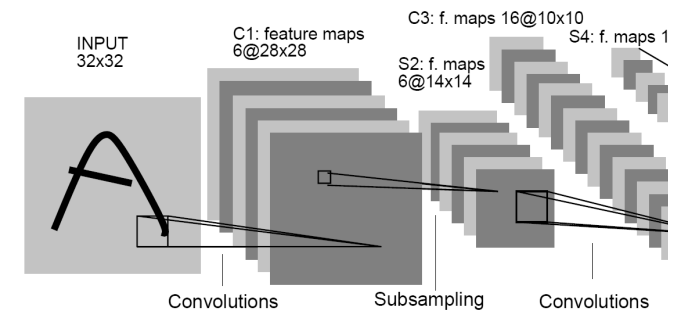 INPUT
32x32
C1: feature maps
6@28x28
S2: f. maps
6@14x14
C3: f. maps 16@10x10
S4: f. maps 1
Convolutions
Subsampling
Convolutions